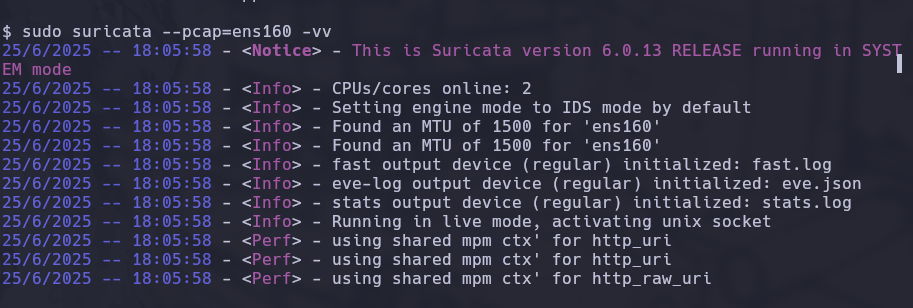 $ sudo suricata --pcap=ens160 -vv
25/6/2025 -- 18:05:58 - <Notice> - This is Suricata version 6.0.13 RELEASE running in SYST
EM mode
25/6/2025 -- 18:05:58 - <Info> - CPUs/cores online: 2
25/6/2025 -- 18:05:58 - <Info> - Setting engine mode to IDS mode by default
25/6/2025 -- 18:05:58 - <Info> - Found an MTU of 1500 for 'ens160'
25/6/2025 -- 18:05:58 - <Info> - Found an MTU of 1500 for 'ens160'
25/6/2025 -- 18:05:58 - <Info> - fast output device (regular) initialized: fast.log
25/6/2025 -- 18:05:58 - <Info> - eve-log output device (regular) initialized: eve.json
25/6/2025 -- 18:05:58 - <Info> - stats output device (regular) initialized: stats.log
25/6/2025 -- 18:05:58 - <Info> - Running in live mode, activating unix socket
25/6/2025 -- 18:05:58 - <Perf> - using shared mpm ctx' for http_uri
25/6/2025 -- 18:05:58 - <Perf> - using shared mpm ctx' for http_uri
25/6/2025 -- 18:05:58 - <Perf> - using shared mpm ctx' for http_raw_uri